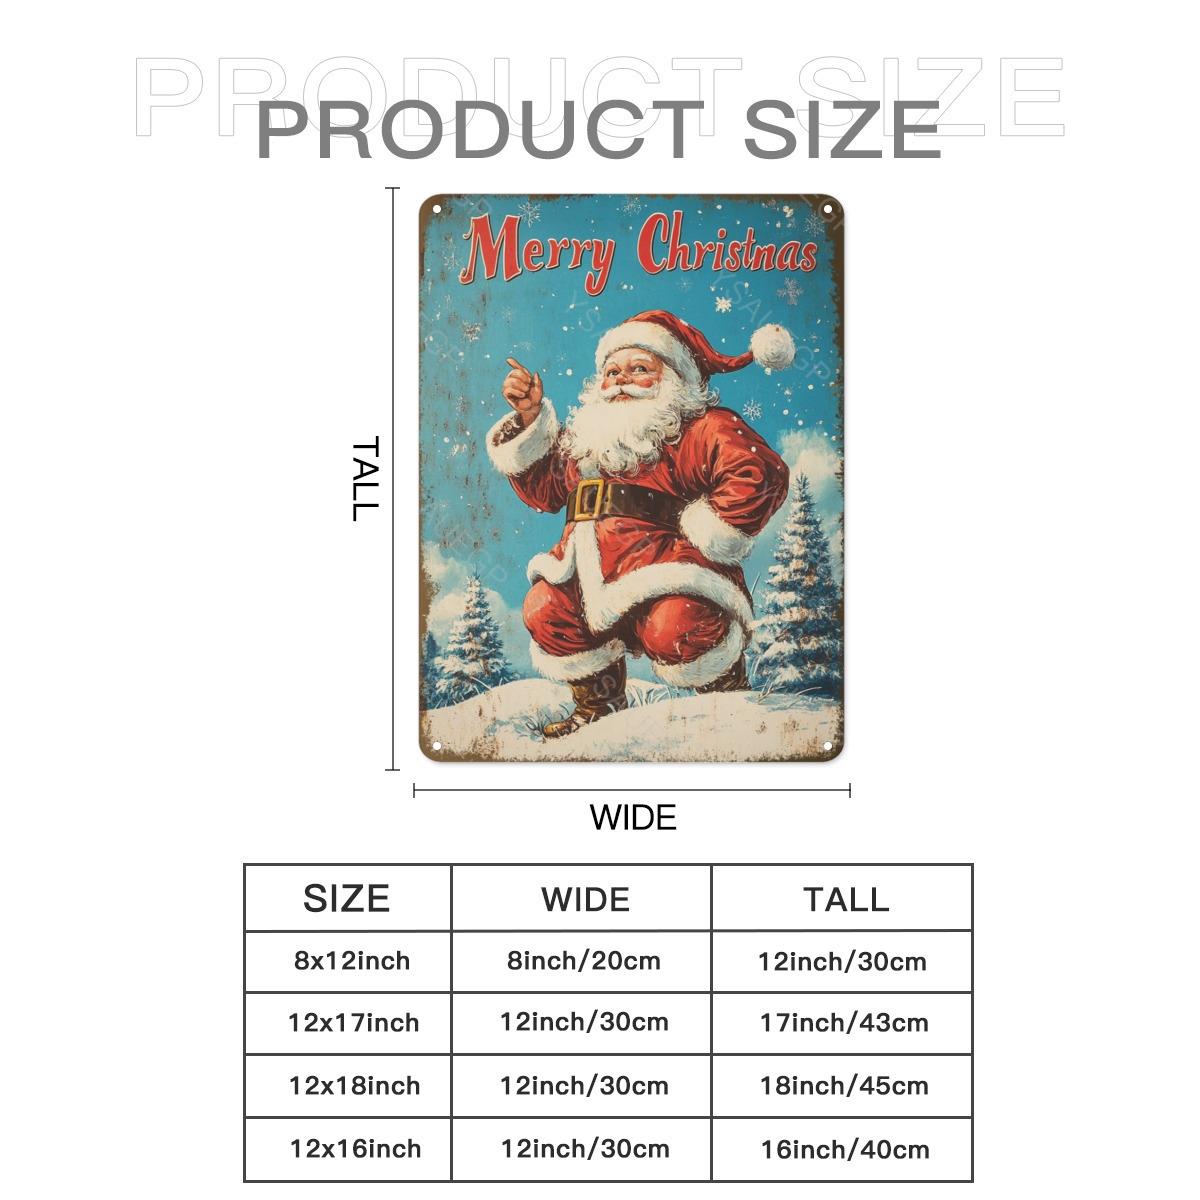 PRODUCT SIZE
PRODUCT SIZE
Merry Christmas
TALL
WIDE
SIZE WIDE TALL
8x12inch 8inch/20cm 12inch/30cm
12x17inch 12inch/30cm 17inch/43cm
12x18inch 12inch/30cm 18inch/45cm
12x16inch 12inch/30cm 16inch/40cm